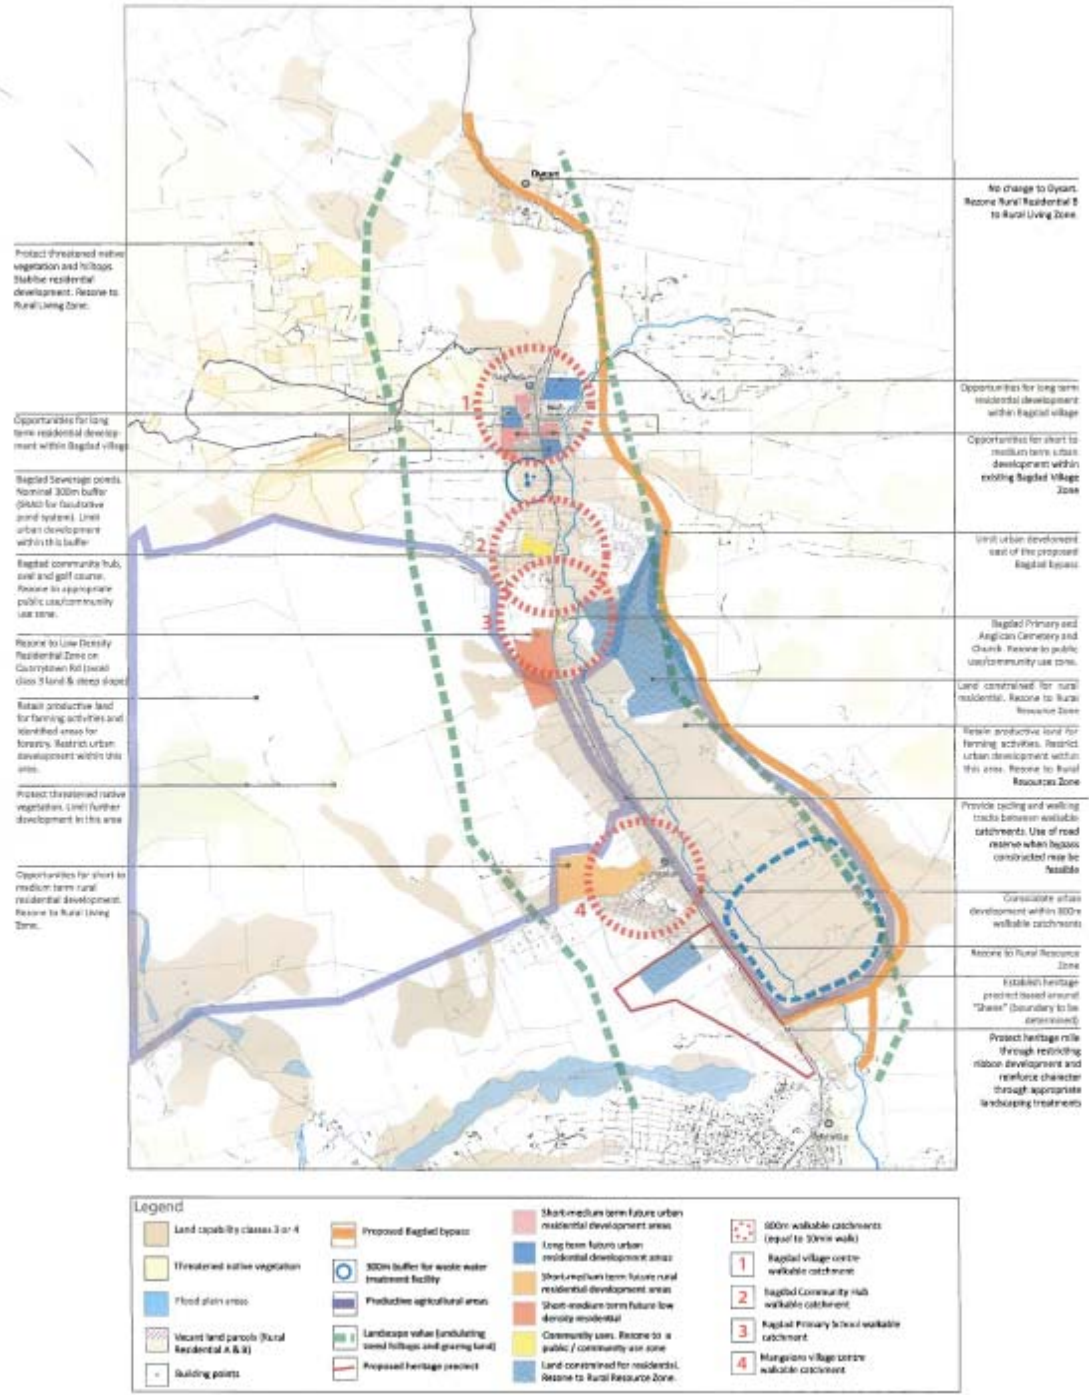 Dysart
No change to Dysart.
Rezone Rural Residential B
to Rural Living Zone.
Protect threatened native
vegetation and hilltops.
Stablise residential
development. Rezone to
Rural Living Zone.
Opportunities for long
term residential develop-
ment within Bagdad village
Bagdad Sewerage ponds.
Nominal 300m buffer
pond system). Limit
urban development
within this buffer
Bagdad community hub,
oval and golf course.
Rezone to appropriate
public use/community
use zone.
Rezone to Low Density
Residential Zone on
Quarrytown Rd (avoid
class 3 land & steep slope)
Retain productive land
for farming activities and
identified areas for
forestry. Restrict urban
development within this
area.
Protect threatened native
vegetation. Limit further
development in this area
Opportunities for short to
medium term rural
residential development.
Rezone to Rural Living
Zone.
Opportunities for long term
residential development
within Bagdad village
Opportunities for short to
medium term urban
development within
existing Bagdad Village
Zone
Limit urban development
east of the proposed
Bagdad bypass
Bagdad Primary and
Anglican Cemetery and
Church. Rezone to public
use/community use zone.
Land constrained for rural
residential. Rezone to Rural
Resource Zone
Retain productive land for
farming activities. Restrict
urban development within
this area. Rezone to Rural
Resources Zone
Provide cycling and walking
tracks between walkable
catchments. Use of road
reserve when bypass
constructed may be
feasible
Consolidate urban
development within 800m
walkable catchments
Rezone to Rural Resource
Zone
Establish heritage
precinct based around
"Shene" (boundary to be
determined)
Protect heritage mile
through restricting
ribbon development and
reinforce character
through appropriate
landscaping treatments
1
2
3
4
Legend
Land capability classes 3 or 4
Threatened native vegetation
Flood plain areas
Vacant land parcels (Rural
Residential A & B)
Building points
Proposed Bagdad bypass
300m buffer for waste water
treatment facility
Productive agricultural areas
Landscape value (undulating
treed hilltops and grazing land)
Proposed heritage precinct
Short-medium term future urban
residential development areas
Long term future urban
residential development areas
Short-medium term future rural
residential development areas
Short-medium term future low
density residential
Community uses. Rezone to a
public / community use zone
Land constrained for residential.
Rezone to Rural Resource Zone.
800m walkable catchments
(equal to 10min walk)
1 Bagdad village centre
walkable catchment
2 Bagdad Community Hub
walkable catchment
3 Bagdad Primary School walkable
catchment
4 Mangalore village centre
walkable catchment